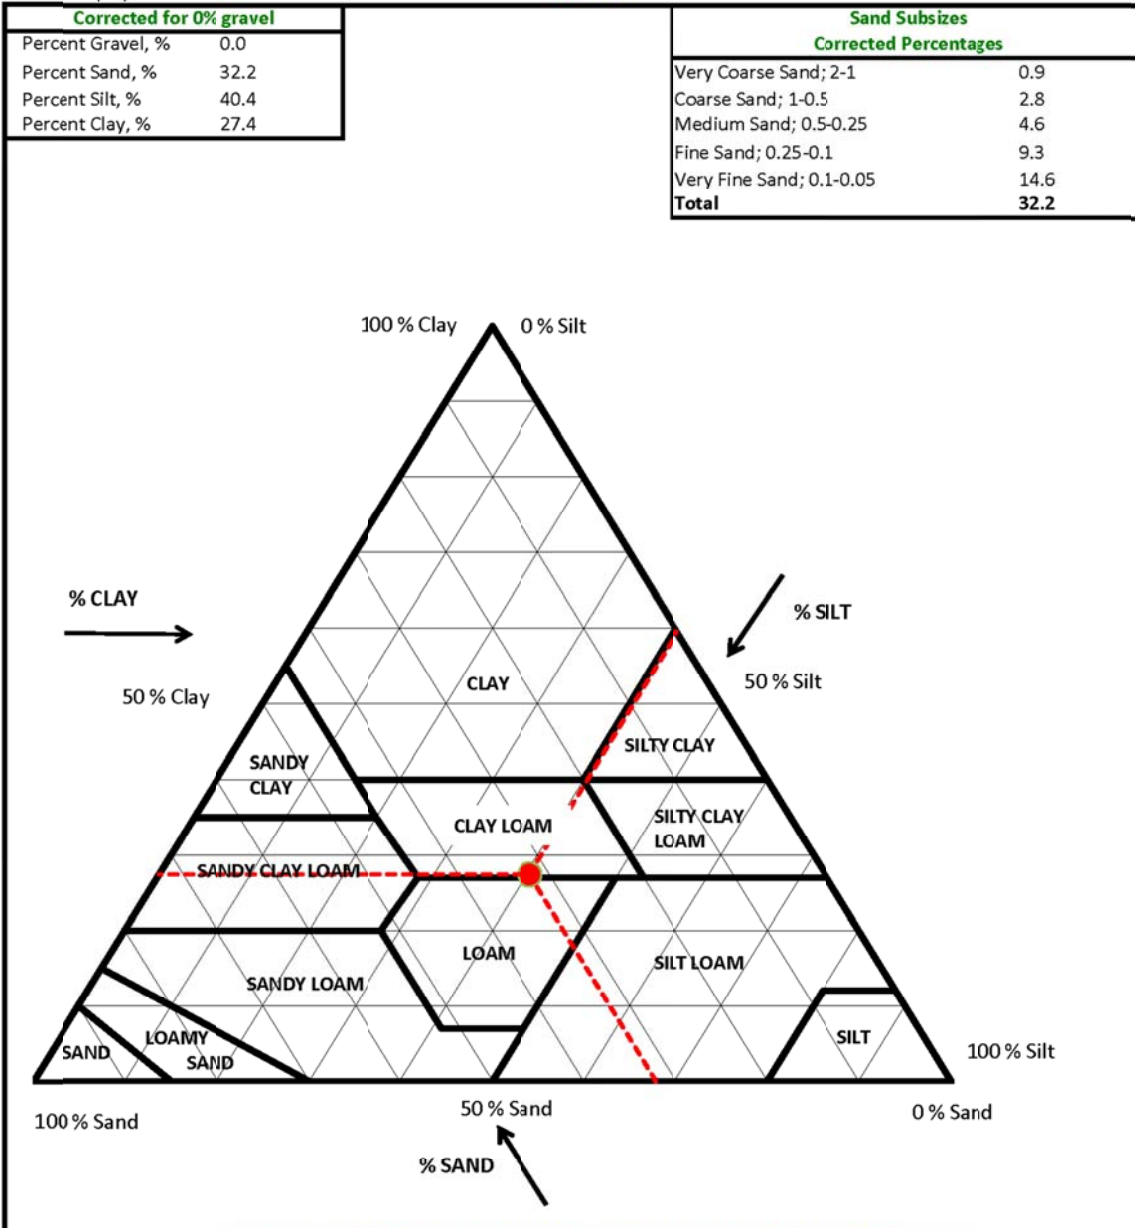 Corrected for 0% gravel
Percent Gravel, % 0.0
Percent Sand, % 32.2
Percent Silt, % 40.4
Percent Clay, % 27.4
Sand Subsizes
Corrected Percentages
Very Coarse Sand; 2-1 0.9
Coarse Sand; 1-0.5 2.8
Medium Sand; 0.5-0.25 4.6
Fine Sand; 0.25-0.1 9.3
Very Fine Sand; 0.1-0.05 14.6
Total 32.2
100 % Clay 0 % Silt
% CLAY
% SILT
50 % Clay
CLAY
50 % Silt
SILTY CLAY
SANDY
CLAY
CLAY LOAM
SILTY CLAY
LOAM
SANDY CLAY LOAM
LOAM
SILT LOAM
SANDY LOAM
SILT
LOAMY
SAND
SAND
100 % Silt
100 % Sand
50 % Sand
0 % Sand
% SAND